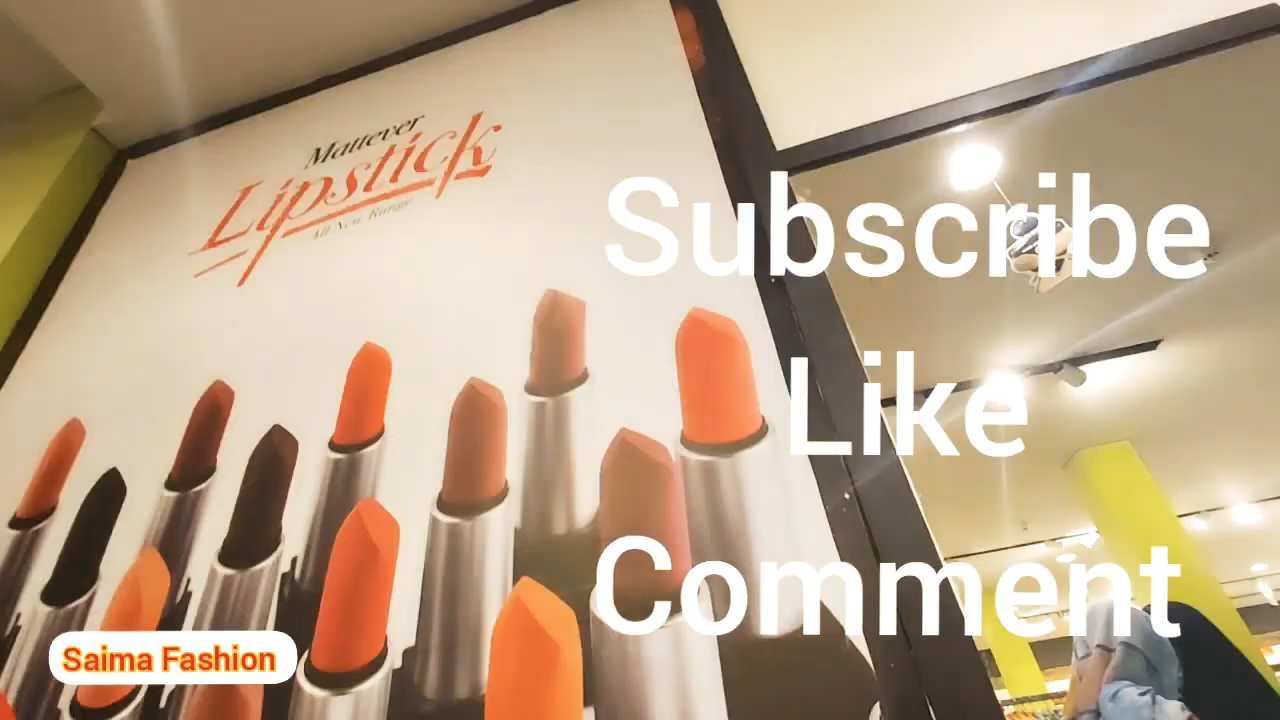 Mattever
Lipstick
All New Range
Subscribe
Like
Comment
Saima Fashion